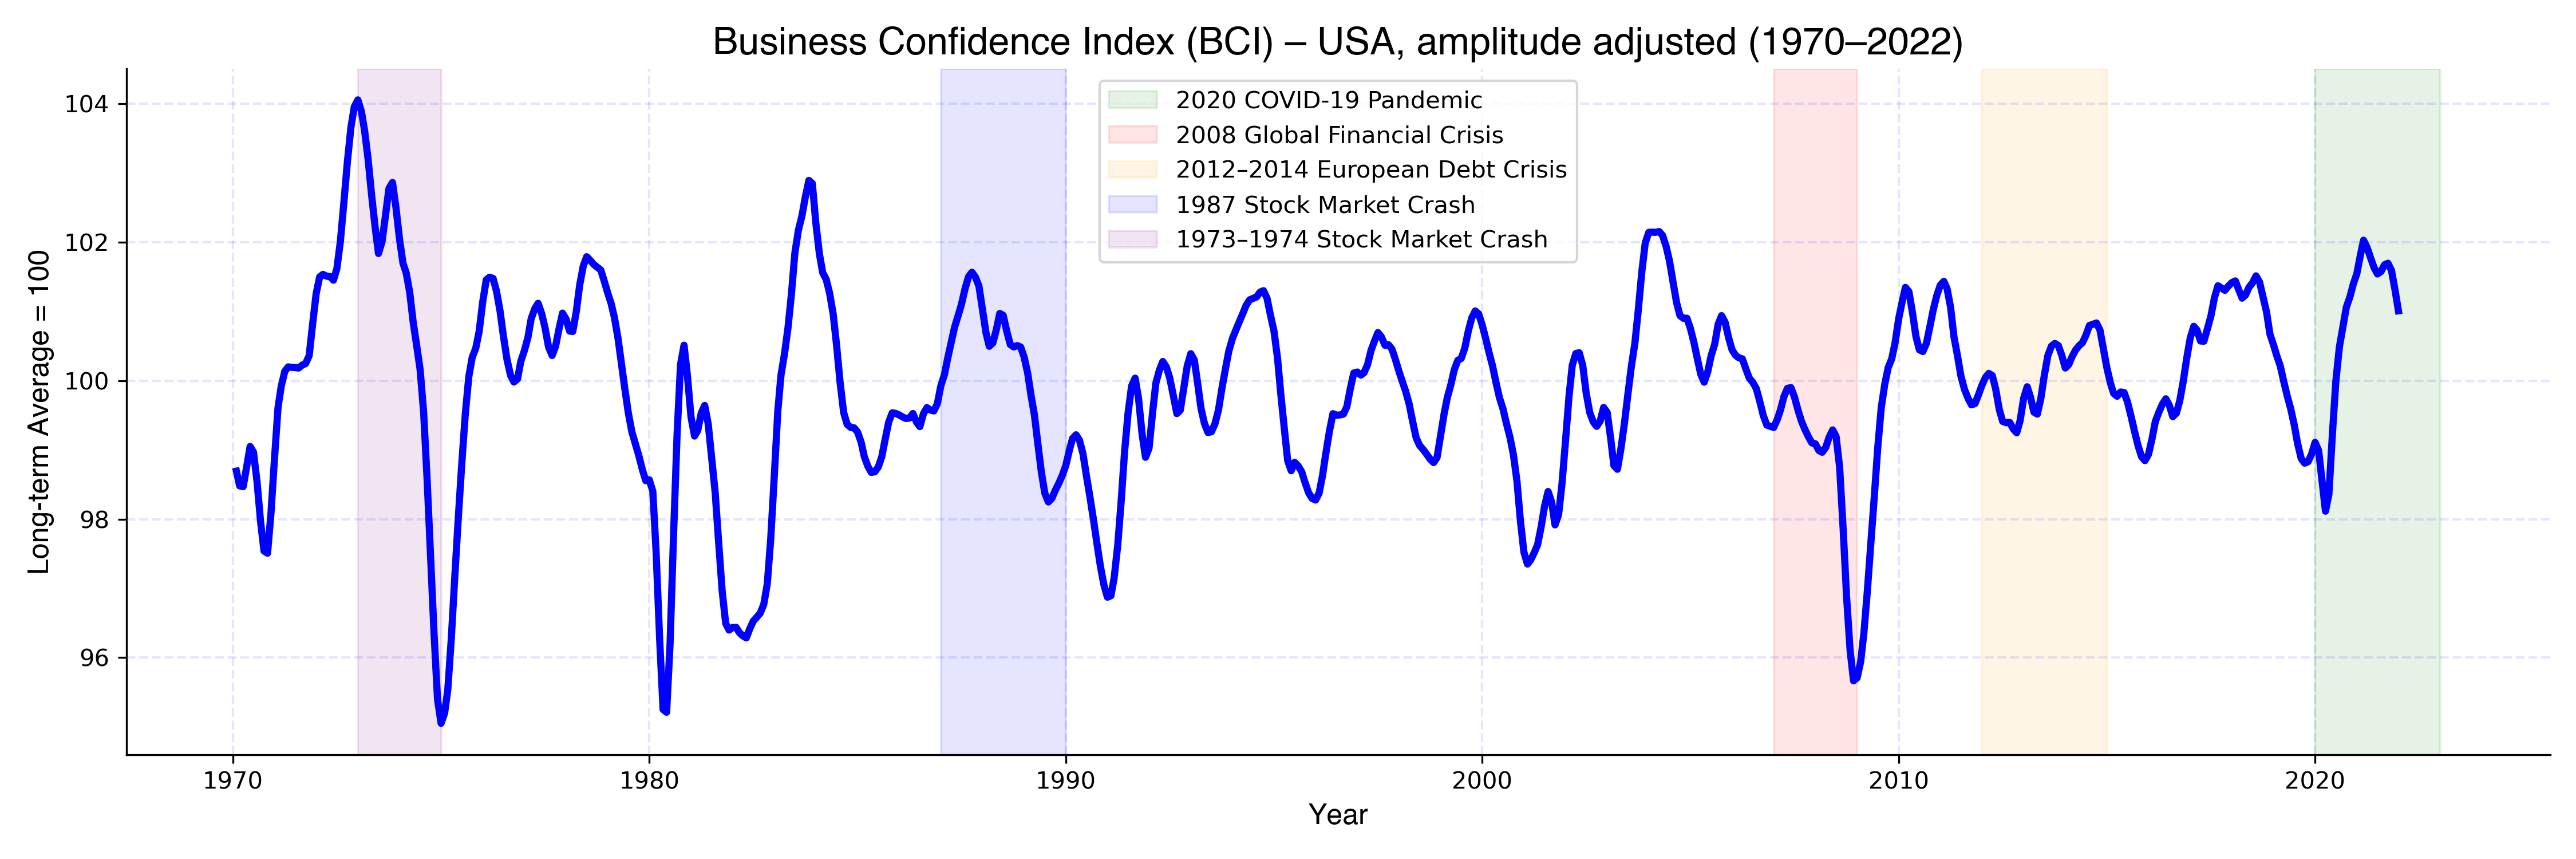 Business Confidence Index (BCI) – USA, amplitude adjusted (1970–2022)
Long-term Average = 100
104
102
100
98
96
2020 COVID-19 Pandemic
2008 Global Financial Crisis
2012–2014 European Debt Crisis
1987 Stock Market Crash
1973–1974 Stock Market Crash
1970 1980 1990 2000 2010 2020
Year